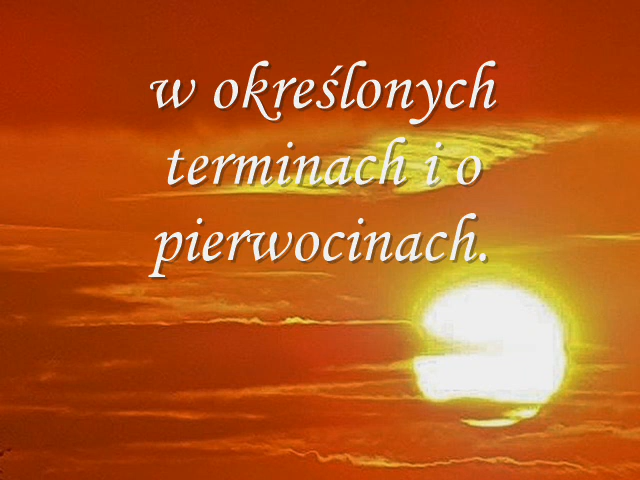 w określonych
terminach i o
pierwocinach.